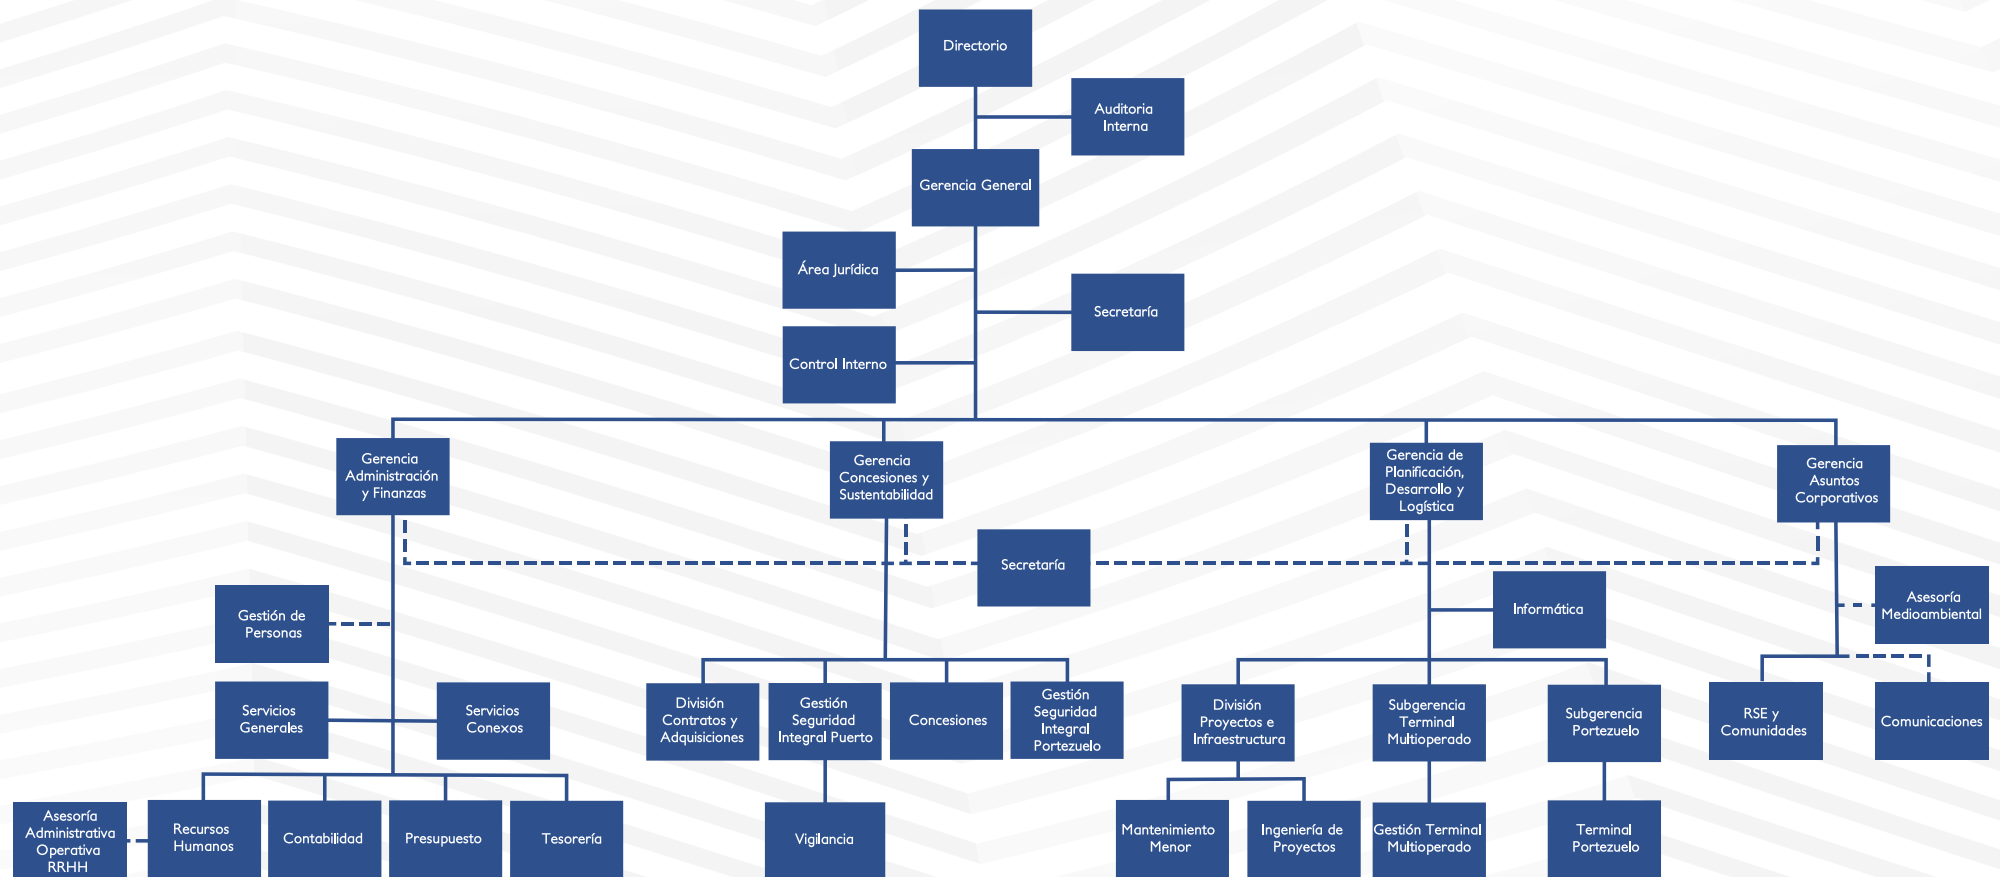 Directorio
Auditoria
Interna
Gerencia General
Área Jurídica
Secretaría
Control Interno
Gerencia
Administración
y Finanzas
Gerencia
Concesiones y
Sustentabilidad
Gerencia de
Planificación,
Desarrollo y
Logística
Gerencia
Asuntos
Corporativos
Secretaría
Gestión de
Personas
Informática
Asesoría
Medioambiental
Servicios
Generales
Servicios
Conexos
División
Contratos y
Adquisiciones
Gestión
Seguridad
Integral Puerto
Concesiones
Gestión
Seguridad
Integral
Portezuelo
División
Proyectos e
Infraestructura
Subgerencia
Terminal
Multioperado
Subgerencia
Portezuelo
RSE y
Comunidades
Comunicaciones
Asesoría
Administrativa
Operativa
RRHH
Recursos
Humanos
Contabilidad
Presupuesto
Tesorería
Vigilancia
Mantenimiento
Menor
Ingeniería de
Proyectos
Gestión Terminal
Multioperado
Terminal
Portezuelo